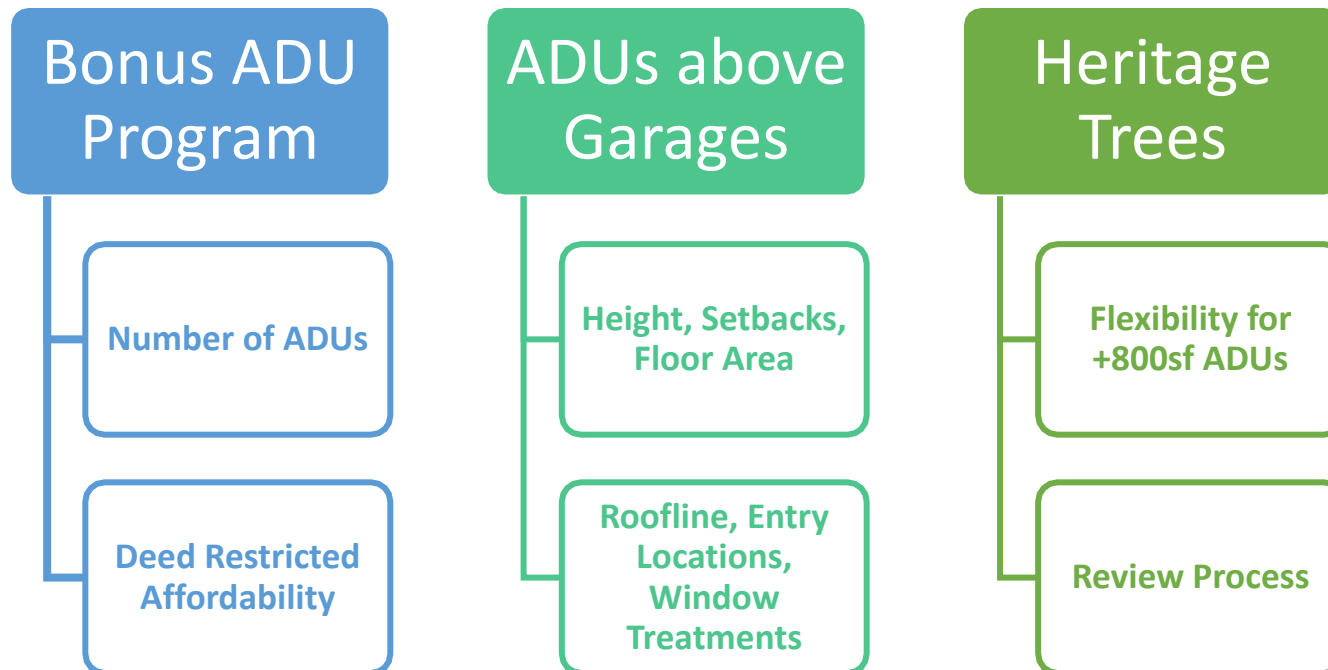 Bonus ADU
Program
Number of ADUs
Deed Restricted
Affordability
ADUs above
Garages
Height, Setbacks,
Floor Area
Roofline, Entry
Locations,
Window
Treatments
Heritage
Trees
Flexibility for
+800sf ADUs
Review Process